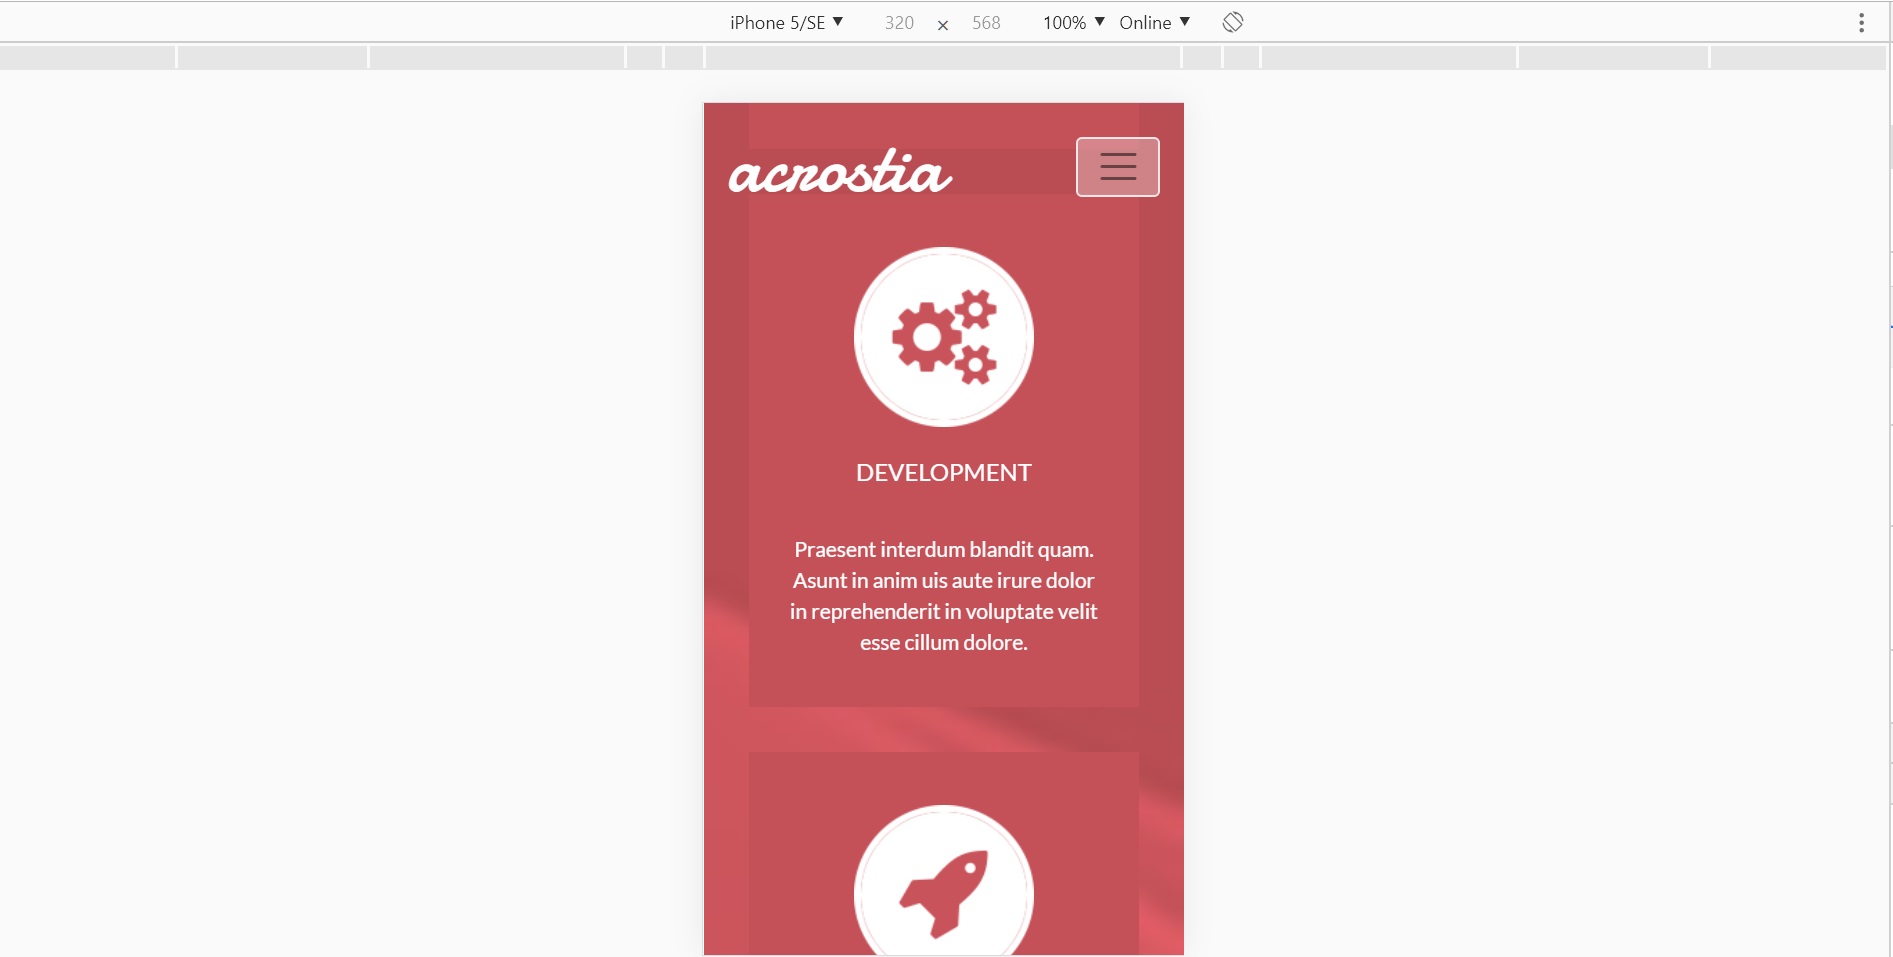 iPhone 5/SE 320 × 568 100% Online
acrostia
DEVELOPMENT
Praesent interdum blandit quam.
Asunt in anim uis aute irure dolor
in reprehenderit in voluptate velit
esse cillum dolore.